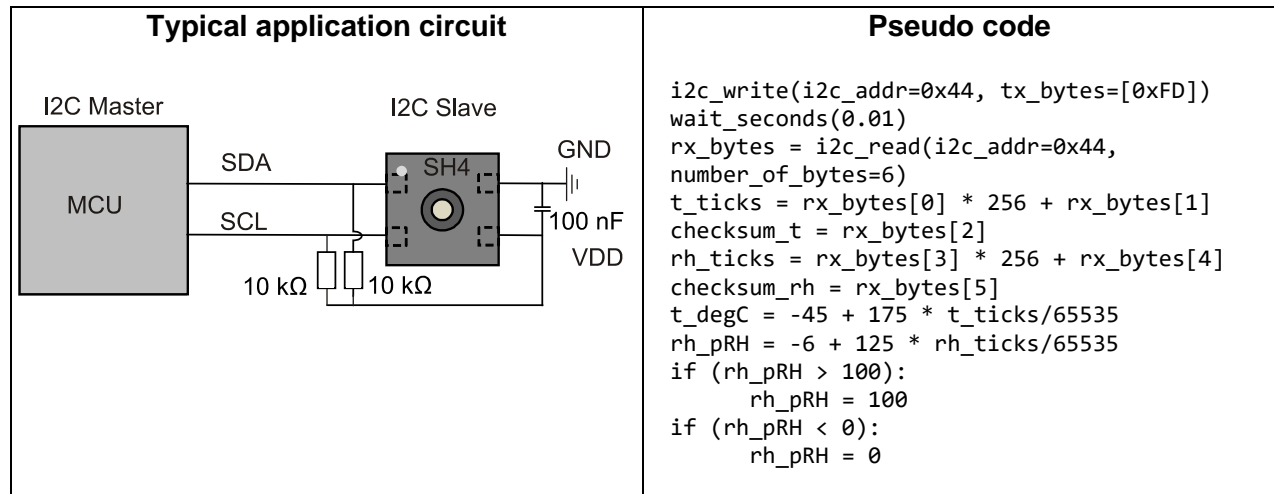 Typical application circuit
I2C Master
I2C Slave
MCU
SDA
SCL
SH4
GND
100 nF
VDD
10 kΩ
10 kΩ
Pseudo code
i2c_write(i2c_addr=0x44, tx_bytes=[0xFD])
wait_seconds(0.01)
rx_bytes = i2c_read(i2c_addr=0x44,
number_of_bytes=6)
t_ticks = rx_bytes[0] * 256 + rx_bytes[1]
checksum_t = rx_bytes[2]
rh_ticks = rx_bytes[3] * 256 + rx_bytes[4]
checksum_rh = rx_bytes[5]
t_degC = -45 + 175 * t_ticks/65535
rh_pRH = -6 + 125 * rh_ticks/65535
if (rh_pRH > 100):
rh_pRH = 100
if (rh_pRH < 0):
rh_pRH = 0